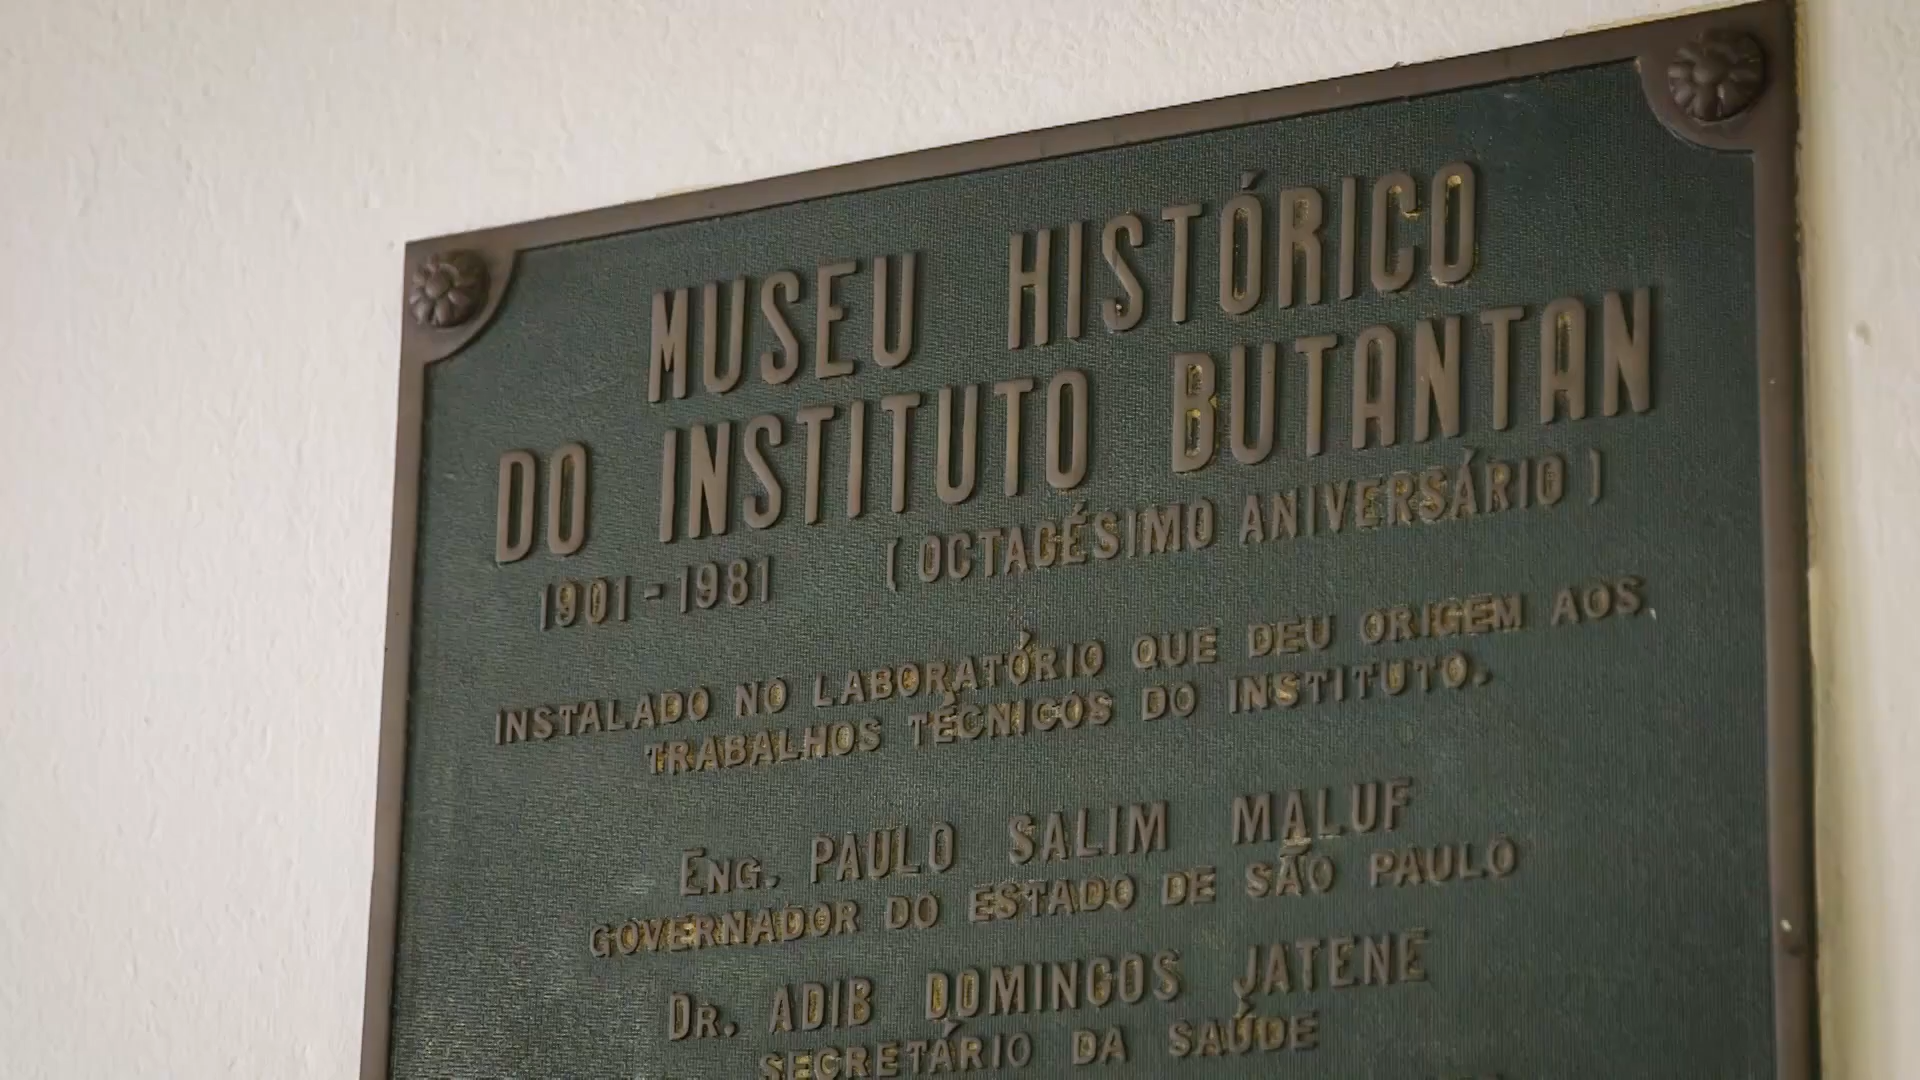 MUSEU HISTÓRICO
DO INSTITUTO BUTANTAN
1901-1981 (OCTAGÉSIMO ANIVERSÁRIO)
INSTALADO NO LABORATÓRIO QUE DEU ORIGEM AOS
TRABALHOS TÉCNICOS DO INSTITUTO.
ENG. PAULO SALIM MALUF
GOVERNADOR DO ESTADO DE SÃO PAULO
DR. ADIB DOMINGOS JATENE
SECRETÁRIO DA SAÚDE